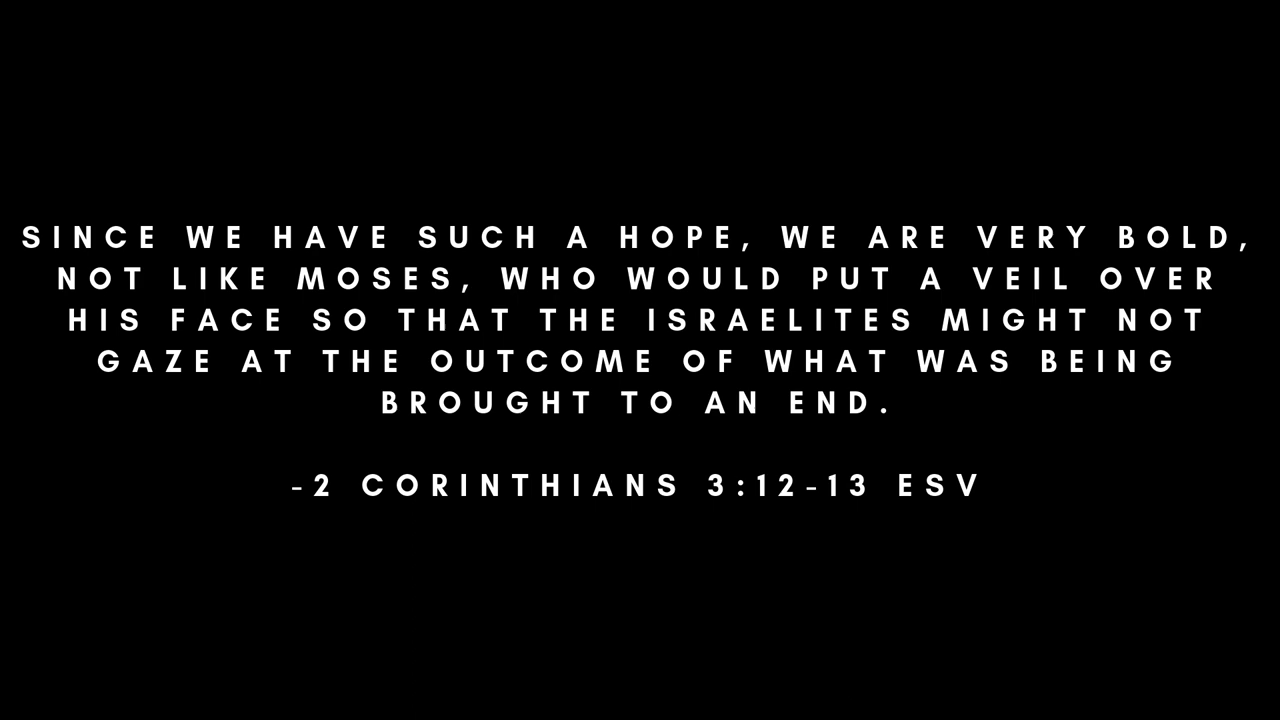 SINCE WE HAVE SUCH A HOPE, WE ARE VERY BOLD,
NOT LIKE MOSES, WHO WOULD PUT A VEIL OVER
HIS FACE SO THAT THE ISRAELITES MIGHT NOT
GAZE AT THE OUTCOME OF WHAT WAS BEING
BROUGHT TO AN END.
-2 CORINTHIANS 3:12-13 ESV